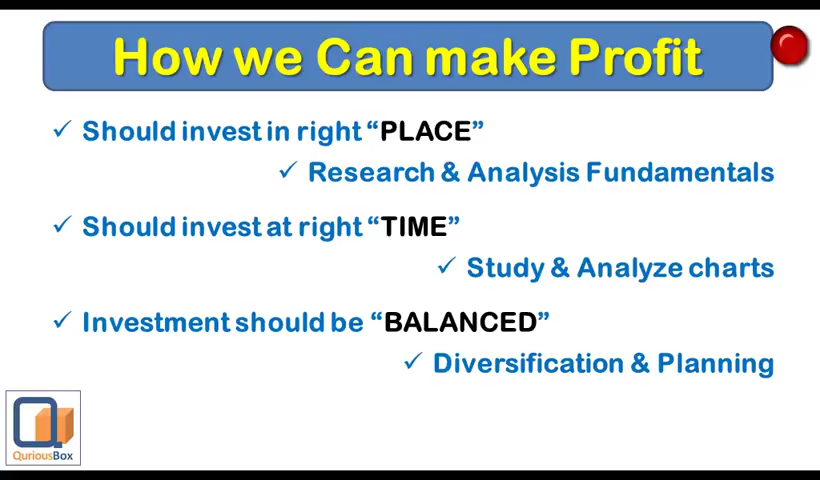 How we Can make Profit
✓ Should invest in right “PLACE”
✓ Research & Analysis Fundamentals
✓ Should invest at right “TIME”
✓ Study & Analyze charts
✓ Investment should be “BALANCED”
✓ Diversification & Planning
QuriousBox